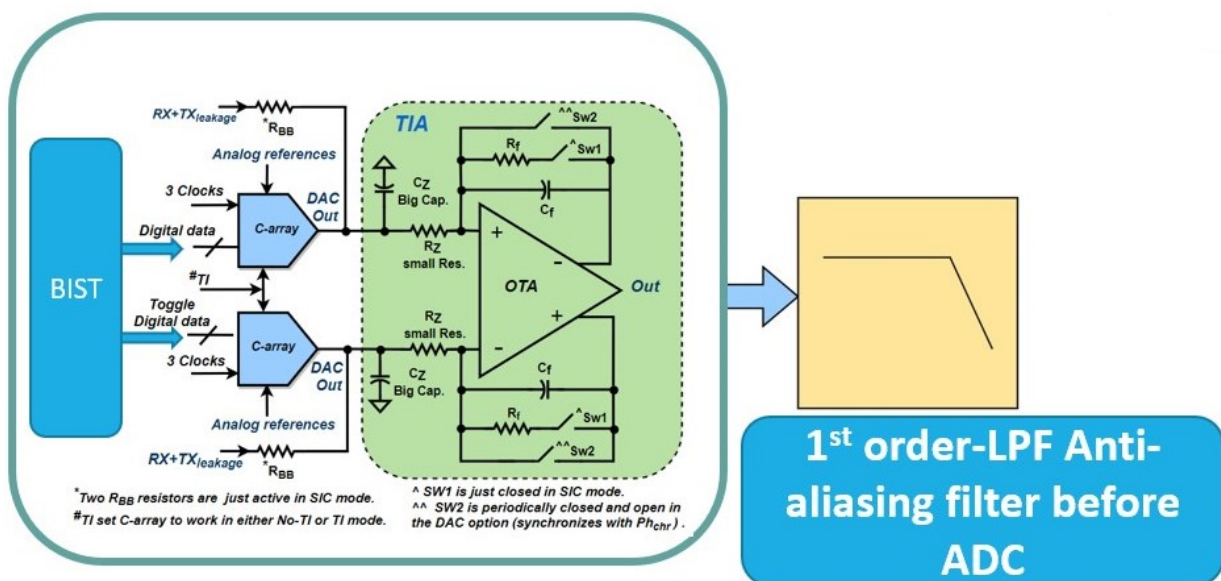 BIST
RX+TXleakage
*RBB
Analog references
3 Clocks
Digital data
C-array
DAC
Out
#TI
Toggle
Digital data
3 Clocks
C-array
DAC
Out
Analog references
RX+TXleakage
*RBB
TIA
^^Sw2
Rf
^Sw1
CZ
Big Cap.
Cf
RZ
small Res.
+
-
OTA
Out
+
-
RZ
small Res.
CZ
Big Cap.
Cf
Rf
^Sw1
^^Sw2
*Two RBB resistors are just active in SIC mode.
#TI set C-array to work in either No-TI or TI mode.
^ SW1 is just closed in SIC mode.
^^ SW2 is periodically closed and open in
the DAC option (synchronizes with Phchr) .
1st order-LPF Anti-
aliasing filter before
ADC